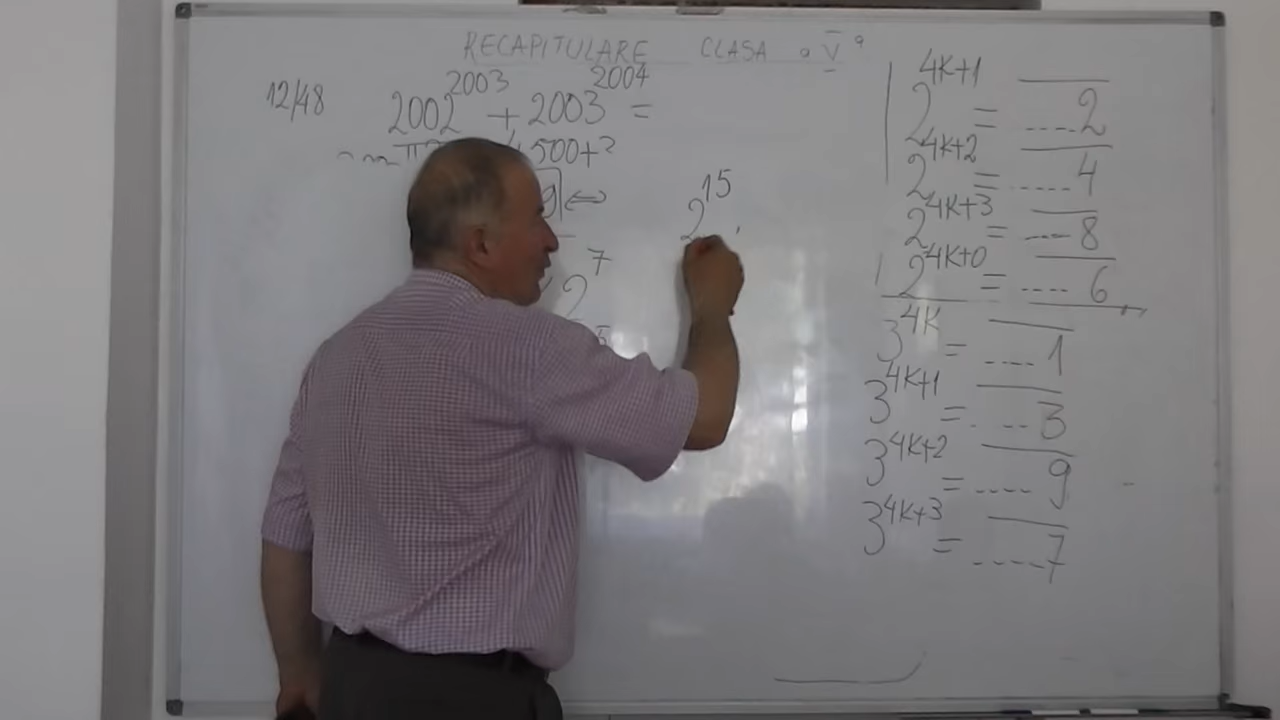 RECAPITULARE CLASA a V a
12/48 2002^2003 + 2003^2004 =
500+?
9| ⇔
2^7
5
2^15
2^4K+1 = ....2
2^4K+2 = ......4
2^4K+3 = ....8
2^4K+0 = ....6
3^4K = ....1
3^4K+1 = ....3
3^4K+2 = ....9
3^4K+3 = ....7